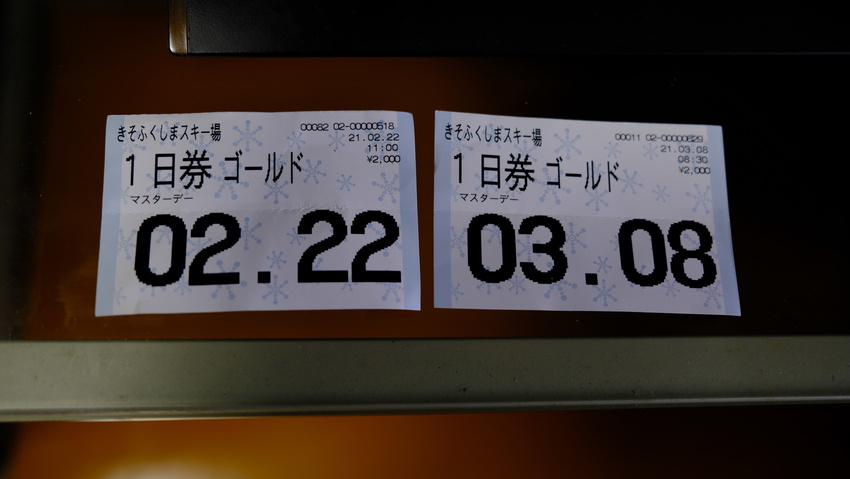 きそふくしまスキー場
00082 02-00000518
21.02.22
11:00
¥2,000
1日券 ゴールド
マスターデー
02.22
きそふくしまスキー場
00011 02-00000629
21.03.08
08:30
¥2,000
1日券 ゴールド
マスターデー
03.08